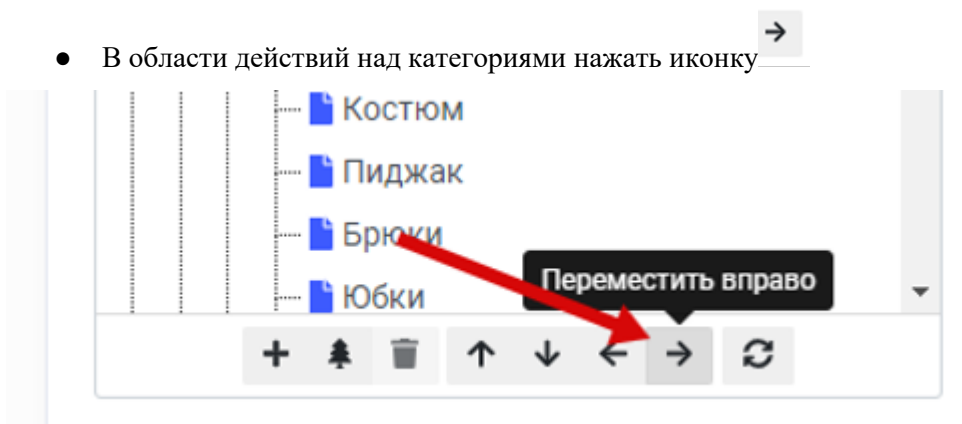 ● В области действий над категориями нажать иконку →
Костюм
Пиджак
Брюки
Переместить вправо
Юбки